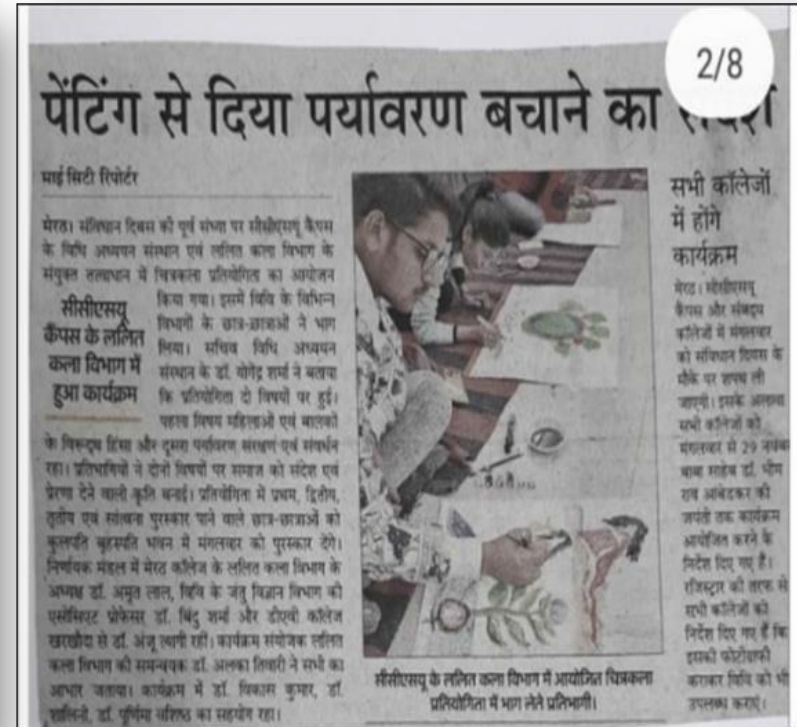 2/8
पेंटिंग से दिया पर्यावरण बचाने का
माई सिटी रिपोर्टर
मेरठ। संविधान दिवस की पूर्व संध्या पर सीसीएसयू कैंपस
के विधि अध्ययन संस्थान एवं ललित कला विभाग के
संयुक्त तत्वाधान में चित्रकला प्रतियोगिता का आयोजन
किया गया। इसमें विवि के विभिन्न
विभागों के छात्र-छात्राओं ने भाग
लिया। सचिव विधि अध्ययन
संस्थान के डॉ. योगेंद्र शर्मा ने बताया
कि प्रतियोगिता दो विषयों पर हुई।
पहला विषय महिलाओं एवं बालकों
के विरूद्ध हिंसा और दूसरा पर्यावरण संरक्षण एवं संवर्धन
रहा। प्रतिभागियों ने दोनों विषयों पर समाज को संदेश एवं
प्रेरणा देने वाली कृति बनाई। प्रतियोगिता में प्रथम, द्वितीय,
तृतीय एवं सांत्वना पुरस्कार पाने वाले छात्र-छात्राओं को
कुलपति बृहस्पति भवन में मंगलवार को पुरस्कार देंगे।
निर्णायक मंडल में मेरठ कॉलेज के ललित कला विभाग के
अध्यक्ष डॉ. अमृत लाल, विवि के जंतु विज्ञान विभाग की
एसोसिएट प्रोफेसर डॉ. बिंदु शर्मा और डीएवी कॉलेज
खरखौदा से डॉ. अंजू त्यागी रहीं। कार्यक्रम संयोजक ललित
कला विभाग की समन्वयक डॉ. अलका तिवारी ने सभी का
आभार जताया। कार्यक्रम में डॉ. विकास कुमार, डॉ.
शालिनी, डॉ. पूर्णिमा वशिष्ठ का सहयोग रहा।
सीसीएसयू
कैंपस के ललित
कला विभाग में
हुआ कार्यक्रम
सीसीएसयू के ललित कला विभाग में आयोजित चित्रकला
प्रतियोगिता में भाग लेते प्रतिभागी।
सभी कॉलेजों
में होंगे
कार्यक्रम
मेरठ। सीसीएसयू
कैंपस और संबद्ध
कॉलेजों में मंगलवार
को संविधान दिवस के
मौके पर शपथ ली
जाएगी। इसके अलावा
सभी कॉलेजों को
मंगलवार से 29 नवंब
बाबा साहेब डॉ. भीम
राव आंबेडकर की
जयंती तक कार्यक्रम
आयोजित करने के
निर्देश दिए गए हैं।
रजिस्ट्रार की तरफ से
सभी कॉलेजों को
निर्देश दिए गए हैं कि
इसकी फोटोग्राफी
कराकर विवि को भी
उपलब्ध कराएं।